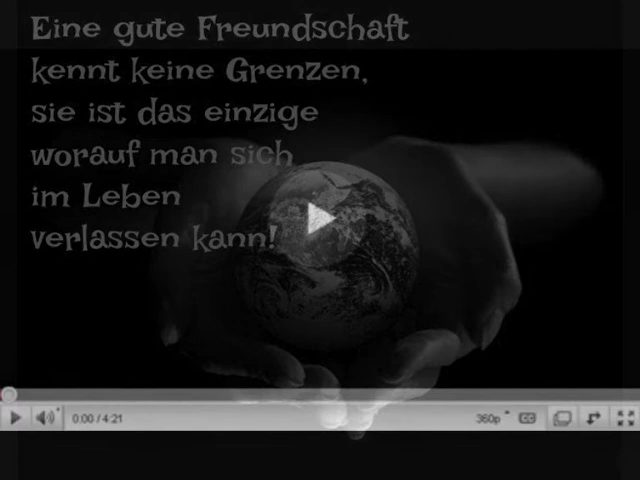 Eine gute Freundschaft
kennt keine Grenzen,
sie ist das einzige
worauf man sich
im Leben
verlassen kann!
0:00 / 4:21
360p
CC